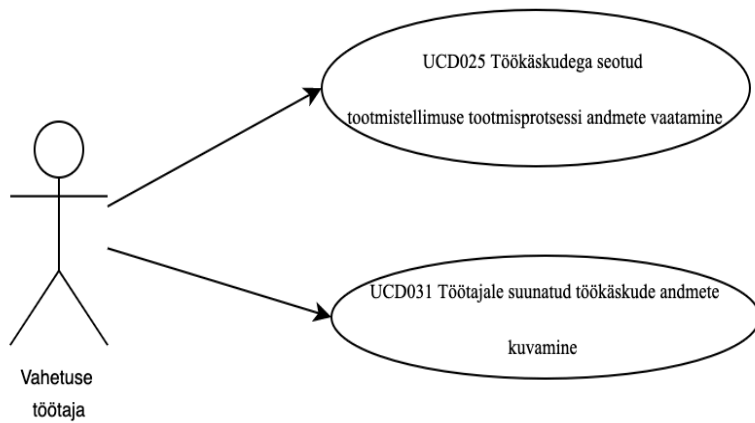 UCD025 Töökäskudega seotud
tootmistellimuse tootmisprotsessi andmete vaatamine
UCD031 Töötajale suunatud töökäskude andmete
kuvamine
Vahetuse
töötaja